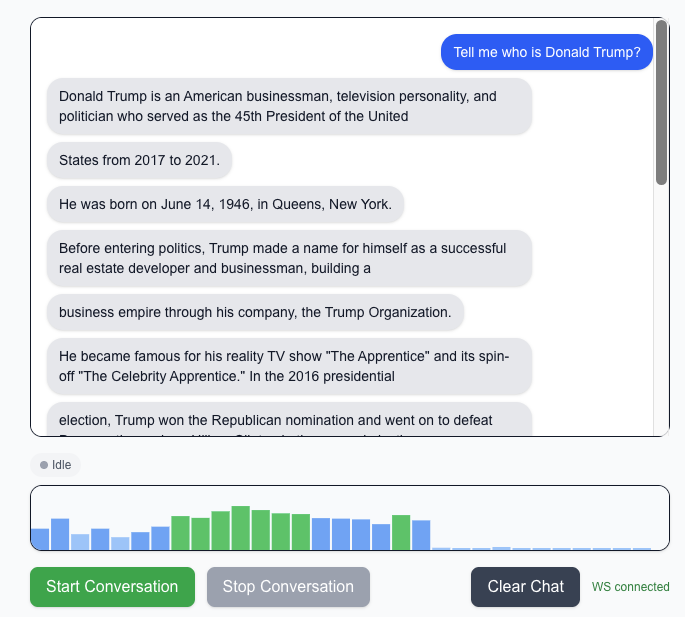 Tell me who is Donald Trump?
Donald Trump is an American businessman, television personality, and
politician who served as the 45th President of the United
States from 2017 to 2021.
He was born on June 14, 1946, in Queens, New York.
Before entering politics, Trump made a name for himself as a successful
real estate developer and businessman, building a
business empire through his company, the Trump Organization.
He became famous for his reality TV show "The Apprentice" and its spin-
off "The Celebrity Apprentice." In the 2016 presidential
election, Trump won the Republican nomination and went on to defeat
Idle
Start Conversation
Stop Conversation
Clear Chat
WS connected